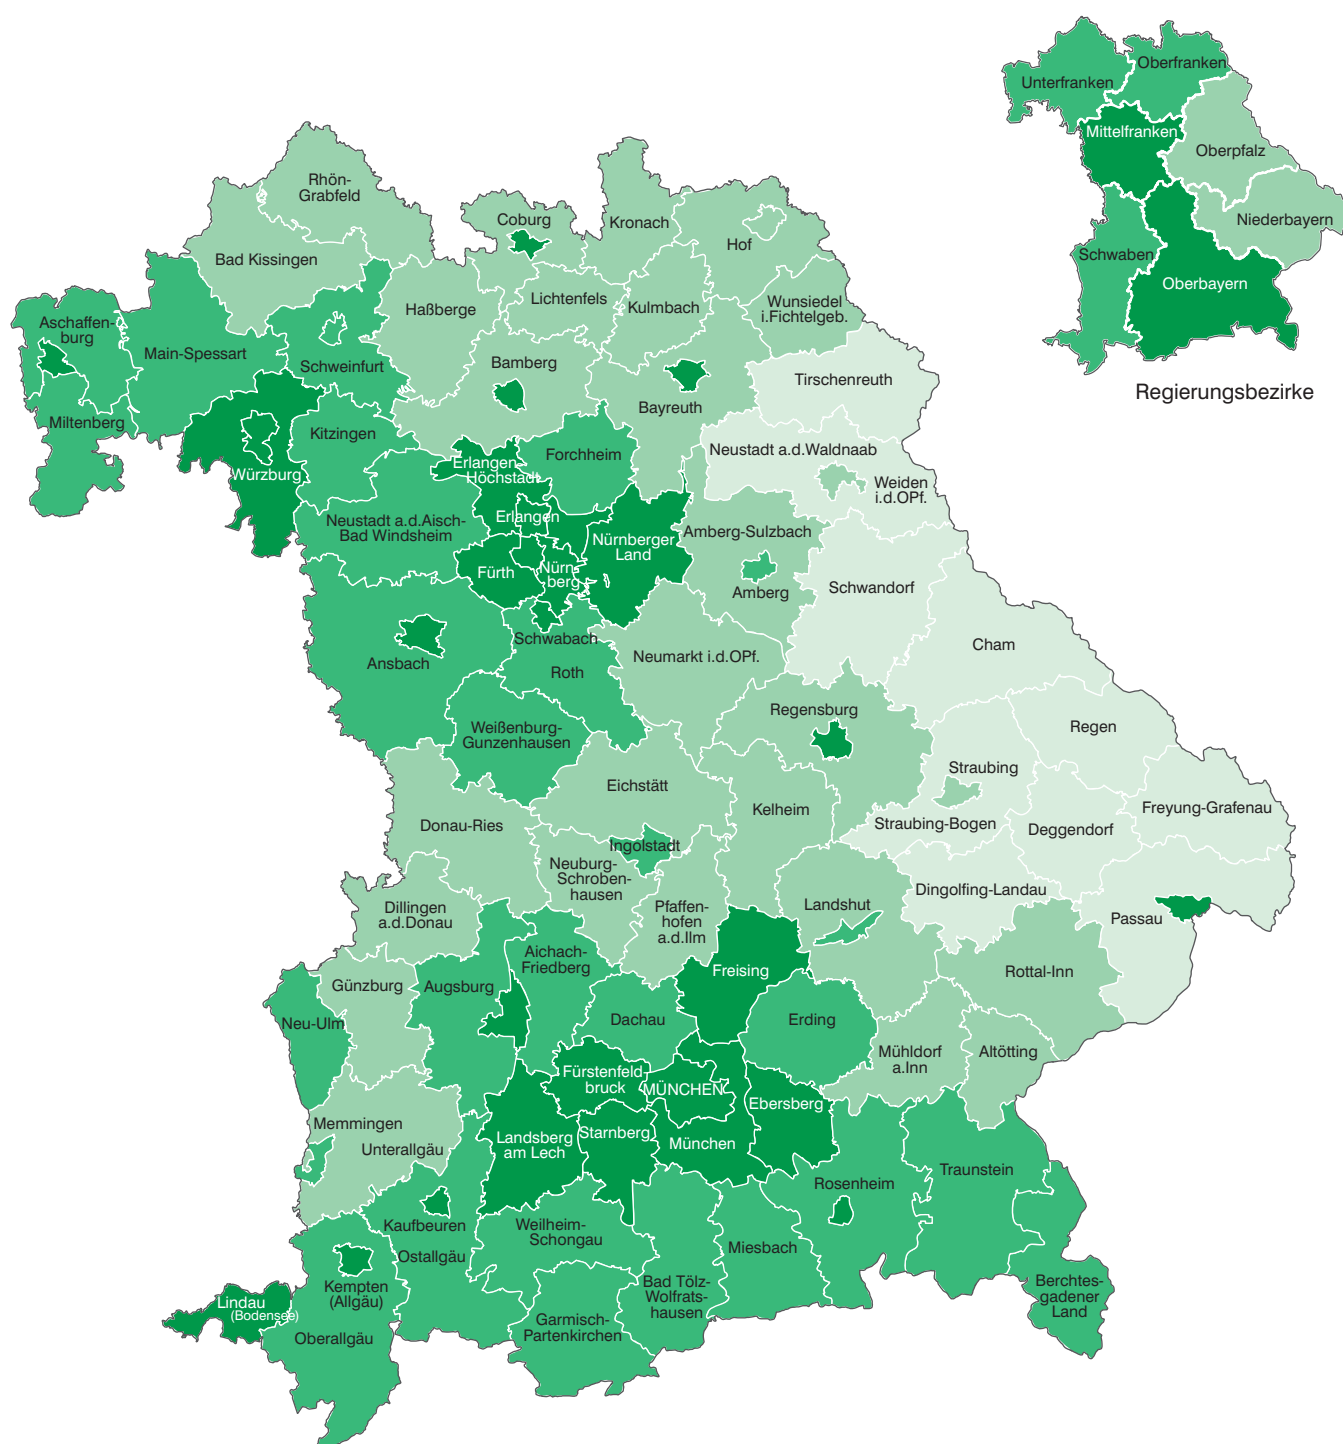 Oberfranken
Unterfranken
Mittelfranken
Oberpfalz
Niederbayern
Schwaben
Oberbayern
Regierungsbezirke
Rhön-
Grabfeld
Coburg
Kronach
Hof
Bad Kissingen
Lichtenfels
Kulmbach
Wunsiedel
i.Fichtelgeb.
Haßberge
Aschaffen-
burg
Main-Spessart
Schweinfurt
Bamberg
Tirschenreuth
Bayreuth
Miltenberg
Kitzingen
Neustadt a.d.Waldnaab
Forchheim
Erlangen-
Höchstadt
Würzburg
Weiden
i.d.OPf.
Erlangen
Neustadt a.d.Aisch-
Bad Windsheim
Nürnberger
Land
Amberg-Sulzbach
Fürth
Nürn-
berg
Amberg
Schwandorf
Schwabach
Cham
Neumarkt i.d.OPf.
Ansbach
Roth
Regensburg
Regen
Weißenburg-
Gunzenhausen
Straubing
Eichstätt
Kelheim
Freyung-Grafenau
Donau-Ries
Straubing-Bogen
Deggendorf
Ingolstadt
Neuburg-
Schroben-
hausen
Dingolfing-Landau
Dillingen
a.d.Donau
Pfaffen-
hofen
a.d.Ilm
Landshut
Passau
Aichach-
Friedberg
Freising
Rottal-Inn
Günzburg
Augsburg
Neu-Ulm
Dachau
Erding
Mühldorf
a.Inn
Altötting
Fürstenfeld
bruck
MÜNCHEN
Ebersberg
Memmingen
Unterallgäu
Landsberg
am Lech
Starnberg
München
Traunstein
Rosenheim
Kaufbeuren
Weilheim-
Schongau
Ostallgäu
Miesbach
Kempten
(Allgäu)
Bad Tölz-
Wolfrats-
hausen
Berchtes-
gadener
Land
Lindau
(Bodensee)
Oberallgäu
Garmisch-
Partenkirchen